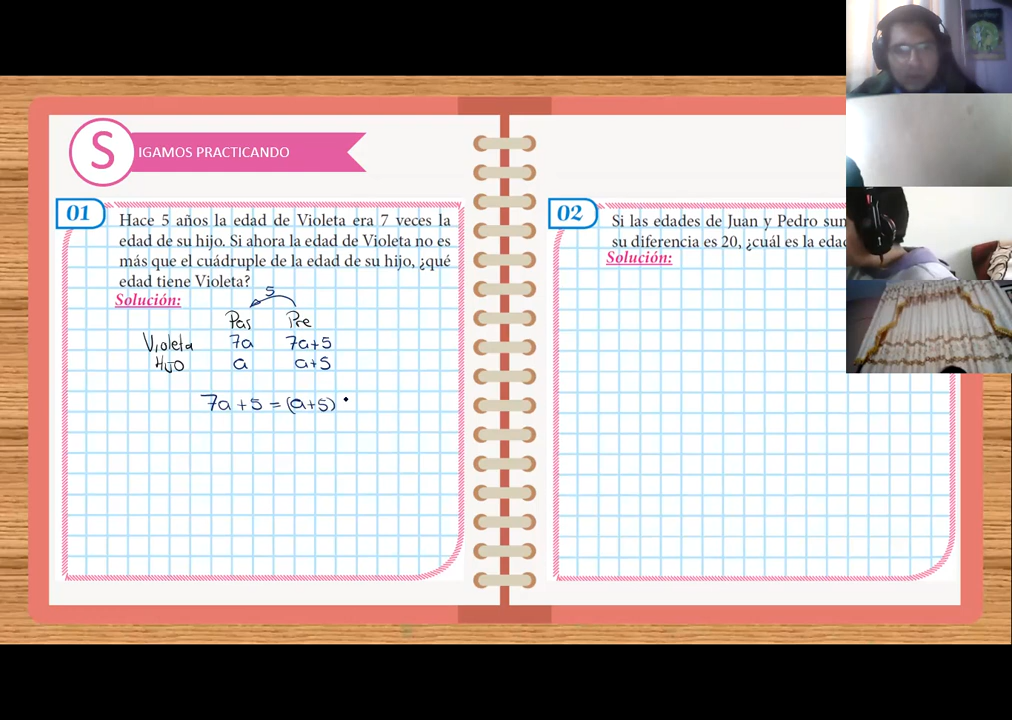 S IGAMOS PRACTICANDO
01
Hace 5 años la edad de Violeta era 7 veces la
edad de su hijo. Si ahora la edad de Violeta no es
más que el cuádruple de la edad de su hijo, ¿qué
edad tiene Violeta?
Solución:
5
Pas Pre
Violeta 7a 7a+5
HIJO a a+5
7a+5=(a+5)
02
Si las edades de Juan y Pedro
su diferencia es 20, ¿cuál es la
Solución: